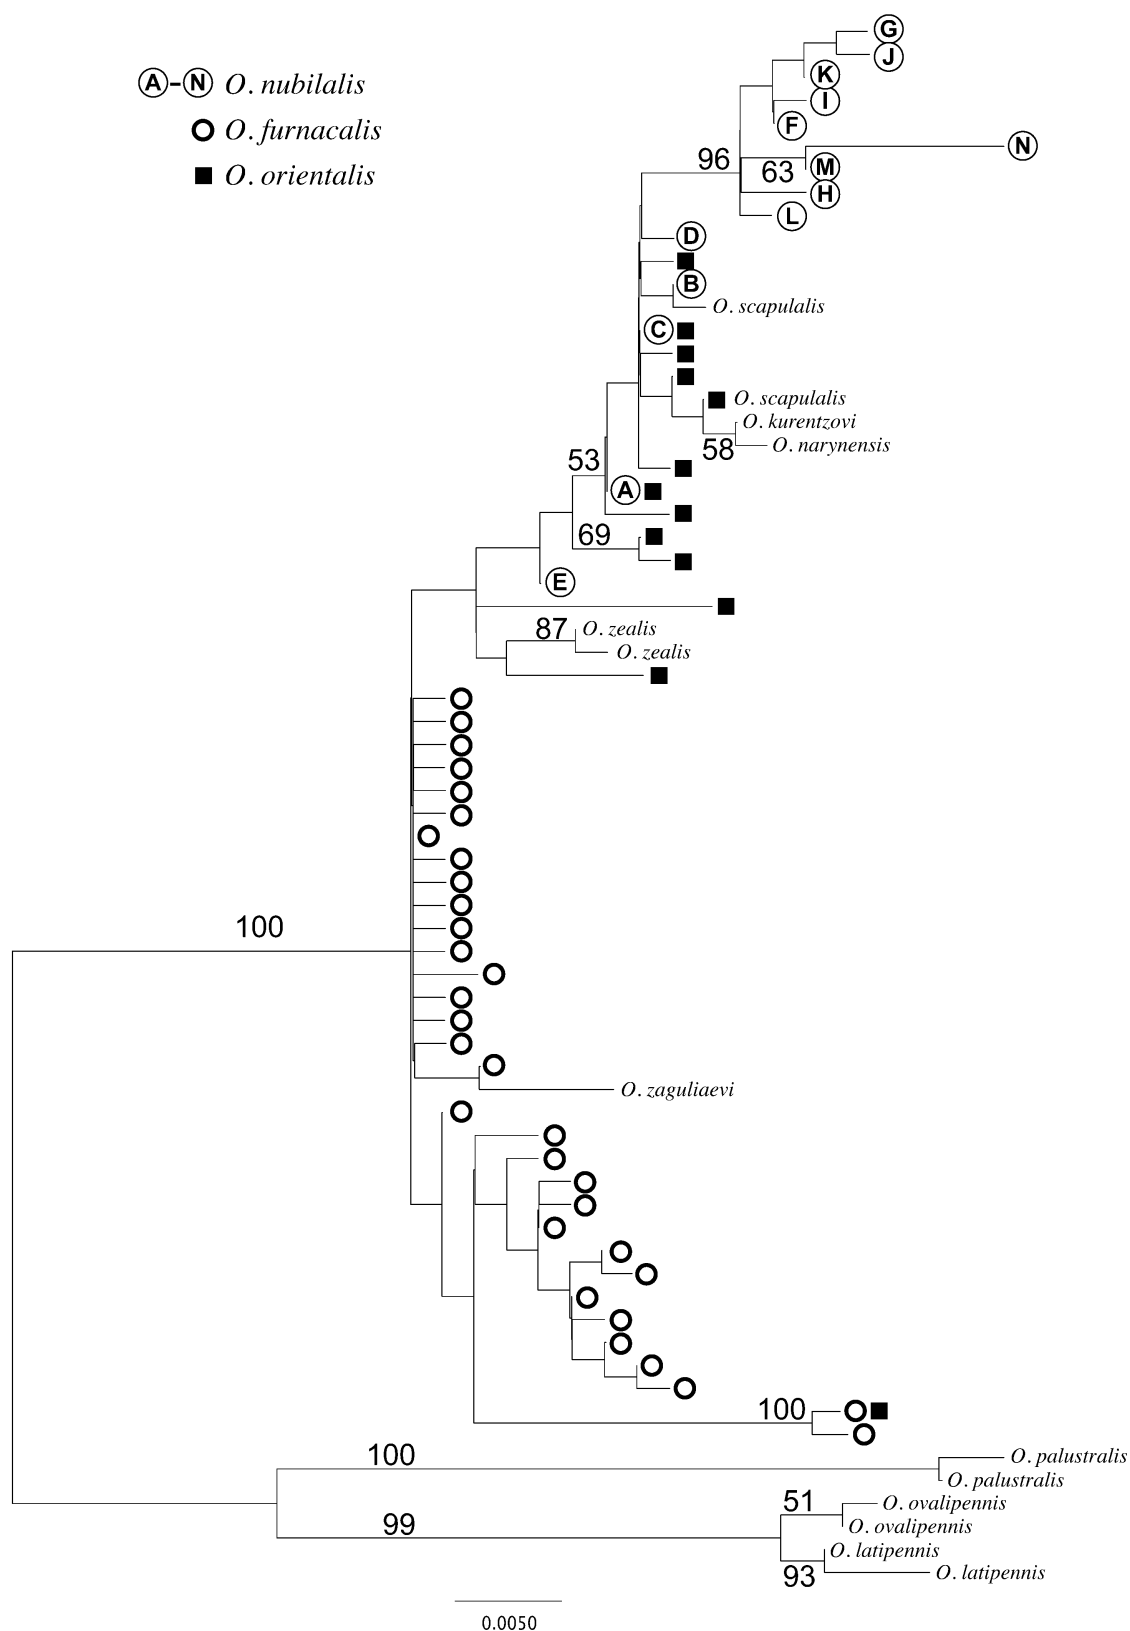 G
J
Ⓐ-Ⓝ O. nubilalis
K
I
O. furnacalis
F
N
96
63
M
O. orientalis
H
L
D
B
O. scapulalis
C
O. scapulalis
O. kurentzovi
58
O. narynensis
53
A
69
E
87
O. zealis
O. zealis
100
O. zaguliaevi
100
100
O. palustralis
O. palustralis
51
O. ovalipennis
99
O. ovalipennis
O. latipennis
93
O. latipennis
0.0050